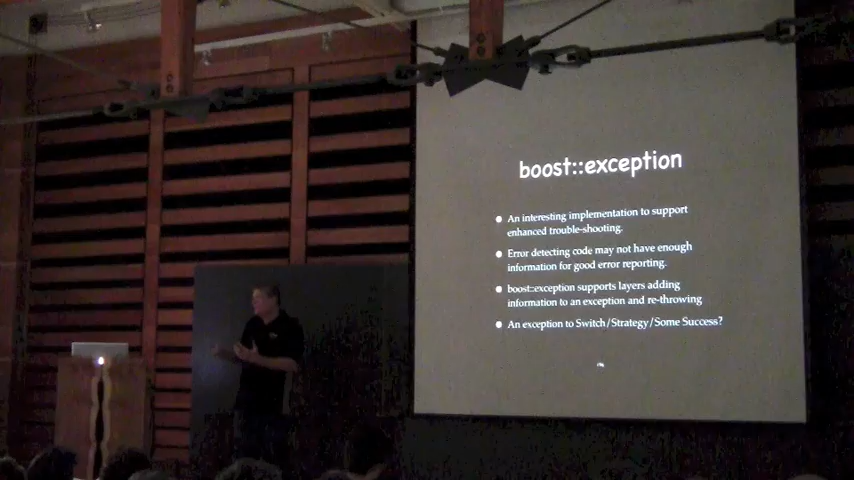 boost::exception
An interesting implementation to support
enhanced trouble-shooting.
Error detecting code may not have enough
information for good error reporting.
boost::exception supports layers adding
information to an exception and re-throwing
An exception to Switch/Strategy/Some Success?